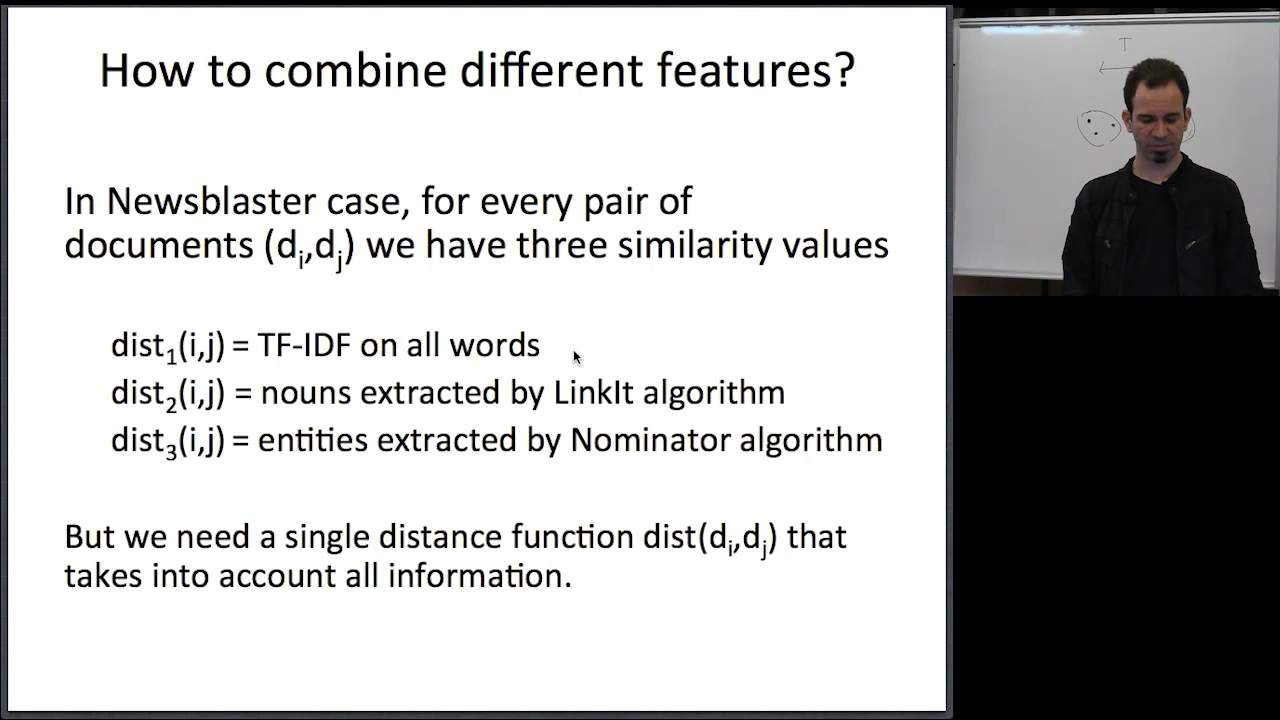 How to combine different features?
In Newsblaster case, for every pair of
documents (di,dj) we have three similarity values
dist1(i,j) = TF-IDF on all words
dist2(i,j) = nouns extracted by LinkIt algorithm
dist3(i,j) = entities extracted by Nominator algorithm
But we need a single distance function dist(di,dj) that
takes into account all information.
T